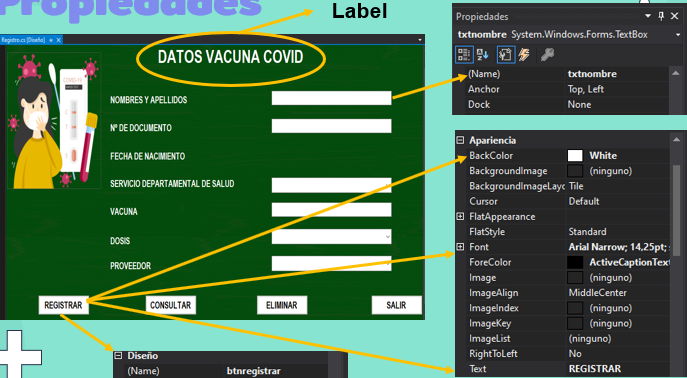 Propiedades
Label
Registro.cs [Diseño]
DATOS VACUNA COVID
COVID-19
NOMBRES Y APELLIDOS
Nº DE DOCUMENTO
FECHA DE NACIMIENTO
SERVICIO DEPARTAMENTAL DE SALUD
VACUNA
DOSIS
PROVEEDOR
REGISTRAR CONSULTAR ELIMINAR SALIR
Diseño
(Name) btnregistrar
Propiedades
txtnombre System.Windows.Forms.TextBox
(Name) txtnombre
Anchor Top, Left
Dock None
Apariencia
BackColor White
BackgroundImage (ninguno)
BackgroundImageLayo Tile
Cursor Default
FlatAppearance
FlatStyle Standard
Font Arial Narrow; 14,25pt;
ForeColor ActiveCaptionText
Image (ninguno)
ImageAlign MiddleCenter
ImageIndex (ninguno)
ImageKey (ninguno)
ImageList (ninguno)
RightToLeft No
Text REGISTRAR